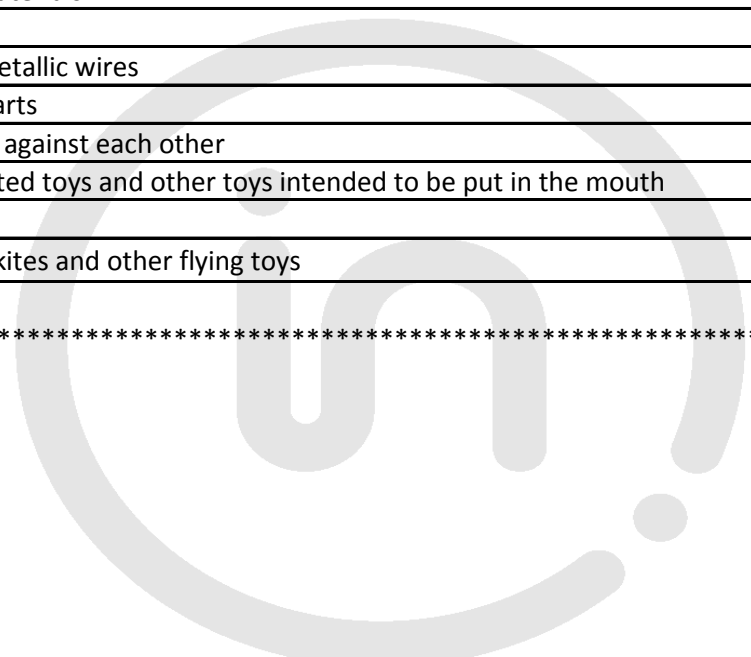 etallic wires
arts
against each other
ted toys and other toys intended to be put in the mouth
kites and other flying toys
****************************************************
in